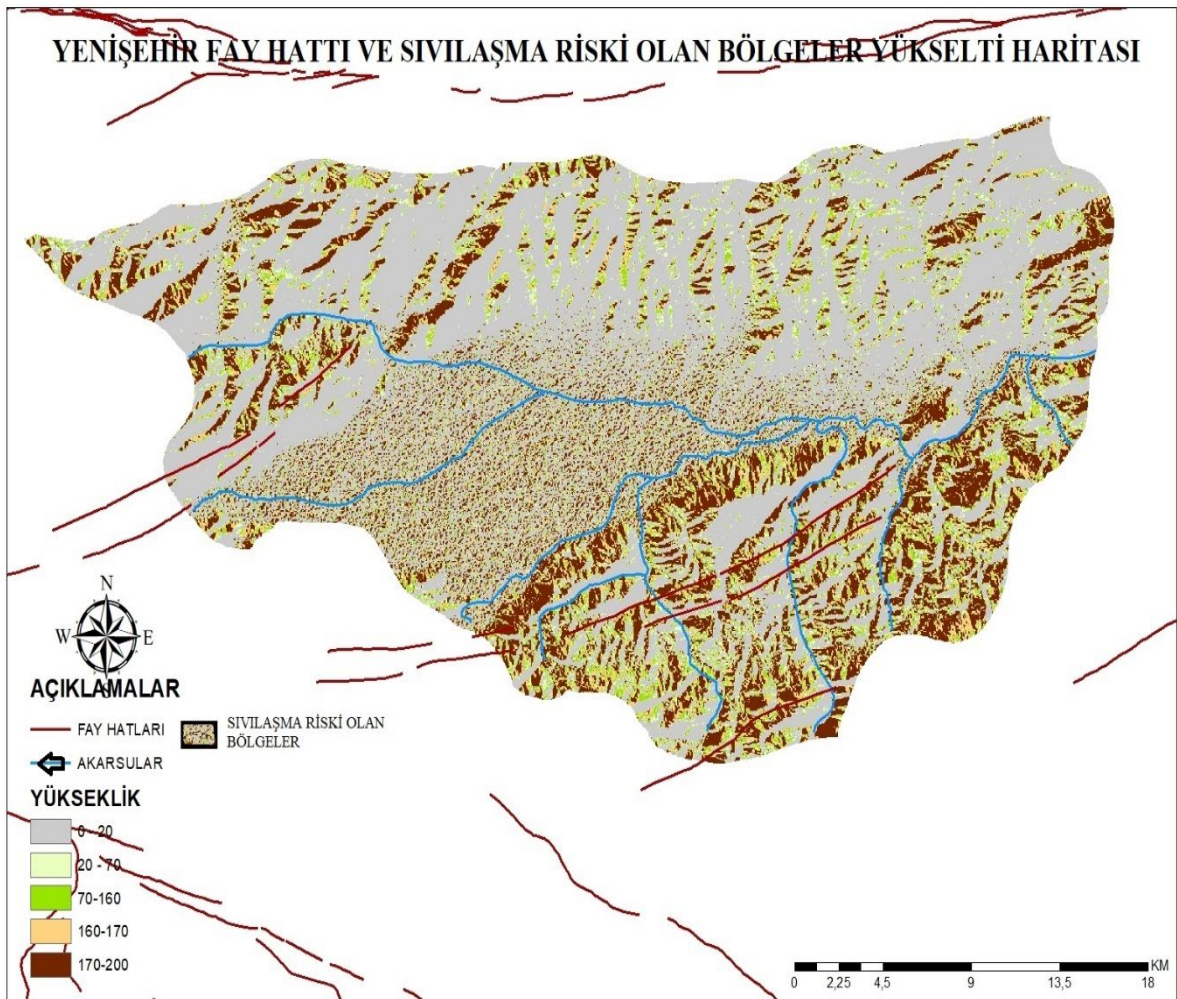 YENİŞEHİR FAY HATTI VE SIVILAŞMA RİSKİ OLAN BÖLGELER YÜKSELTİ HARİTASI
N
W
E
S
AÇIKLAMALAR
FAY HATLARI
SIVILAŞMA RİSKİ OLAN
BÖLGELER
AKARSULAR
YÜKSEKLİK
0 - 20
20 - 70
70-160
160-170
170-200
KM
0 2,25 4,5 9 13,5 18